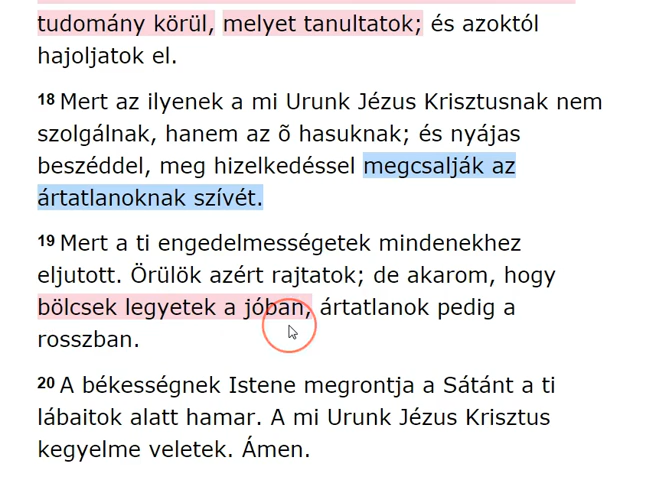 tudomány körül, melyet tanultatok; és azoktól
hajoljatok el.
18 Mert az ilyenek a mi Urunk Jézus Krisztusnak nem
szolgálnak, hanem az õ hasuknak; és nyájas
beszéddel, meg hizelkedéssel megcsalják az
ártatlanoknak szívét.
19 Mert a ti engedelmességetek mindenekhez
eljutott. Örülök azért rajtatok; de akarom, hogy
bölcsek legyetek a jóban, ártatlanok pedig a
rosszban.
20 A békességnek Istene megrontja a Sátánt a ti
lábaitok alatt hamar. A mi Urunk Jézus Krisztus
kegyelme veletek. Ámen.